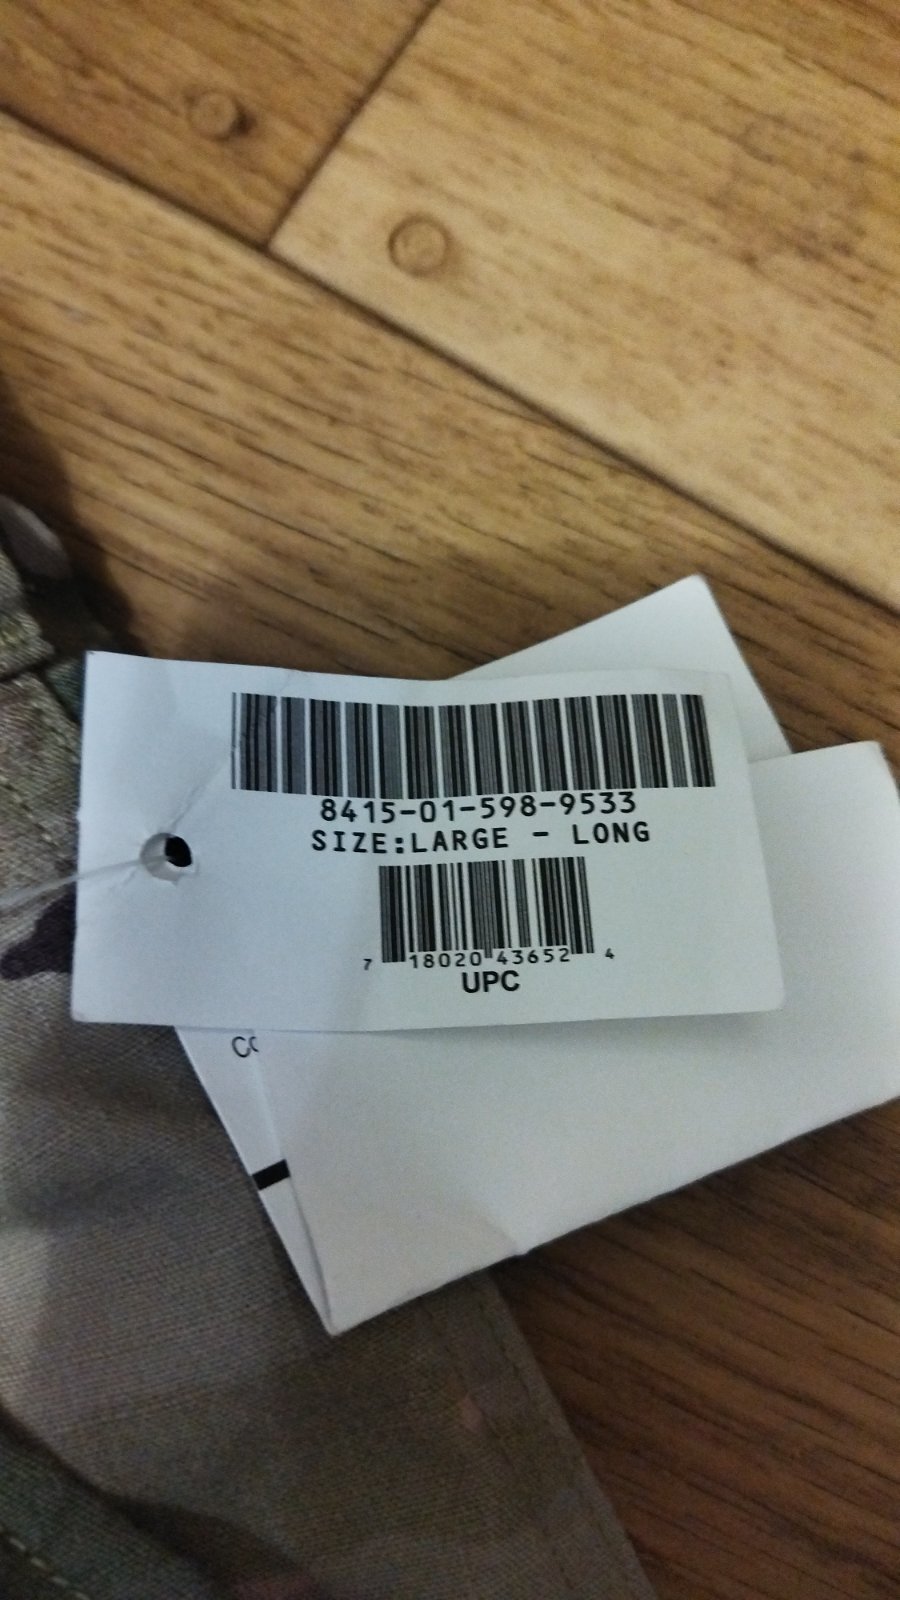 8415-01-598-9533
SIZE:LARGE - LONG
7 18020 43652 4
UPC